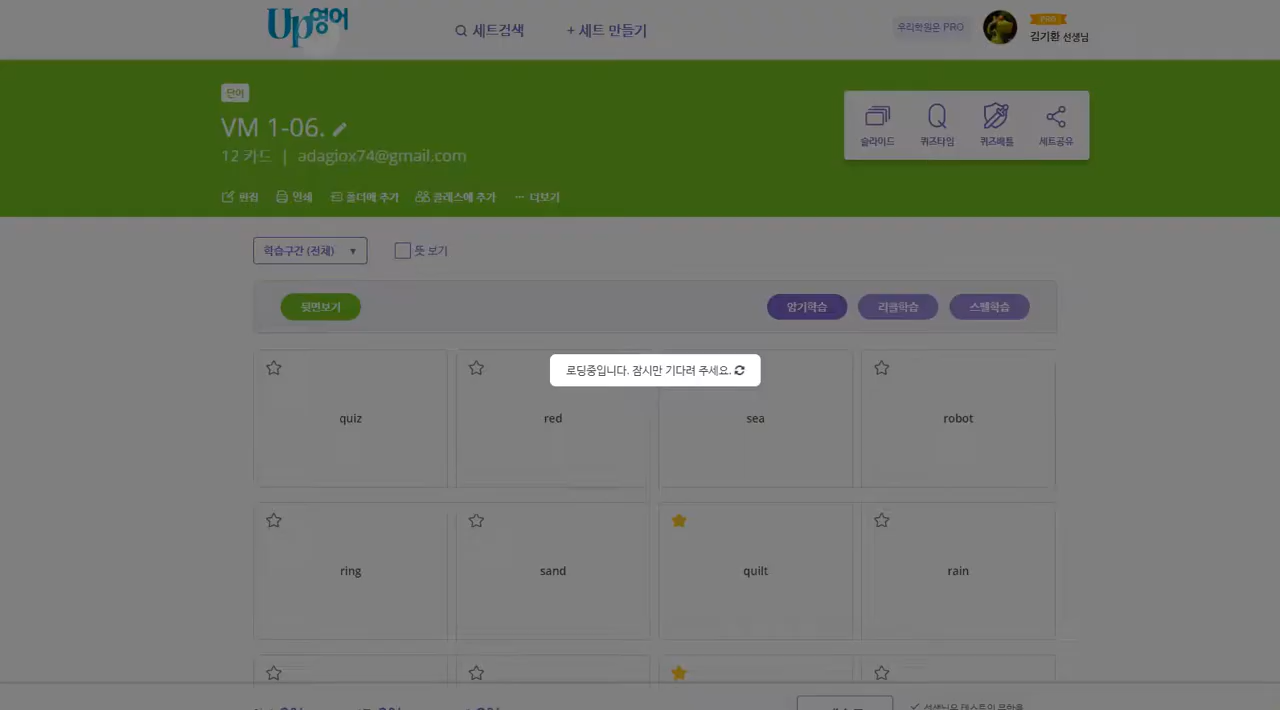 Up영어
세트검색
+ 세트 만들기
우리학원은 PRO
PRO
김기환 선생님
단어
VM 1-06.
12 카드 | adagiox74@gmail.com
편집
인쇄
폴더에 추가
클래스에 추가
··· 더보기
슬라이드
퀴즈타임
퀴즈배틀
세트공유
학습구간 (전체) ▼
뜻 보기
뒷면보기
암기학습
리콜학습
스펠학습
로딩중입니다. 잠시만 기다려 주세요.
quiz
red
sea
robot
ring
sand
quilt
rain